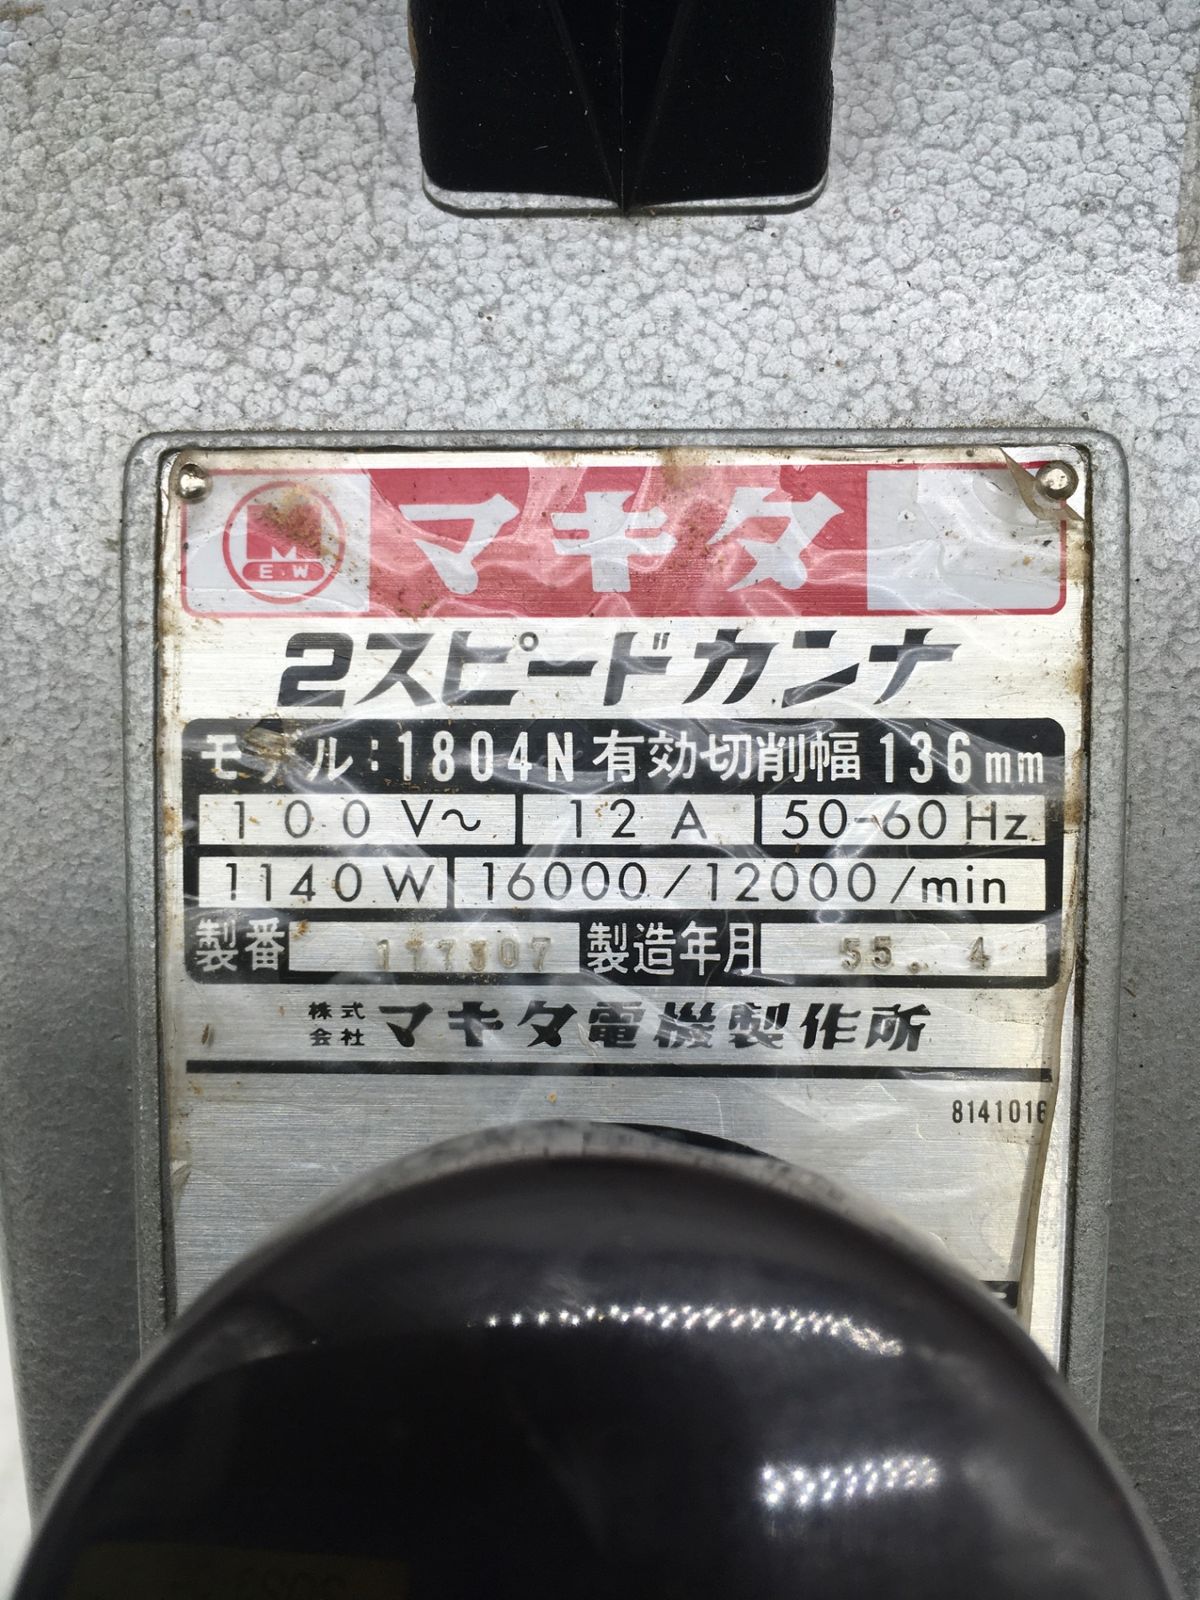 M
E.W
マキタ
2スピードカンナ
モデル:1804N 有効切削幅 136mm
100V～ 12A 50-60Hz
1140W 16000/12000/min
製番 177307 製造年月 55. 4
株式会社 マキタ電機製作所
8141016